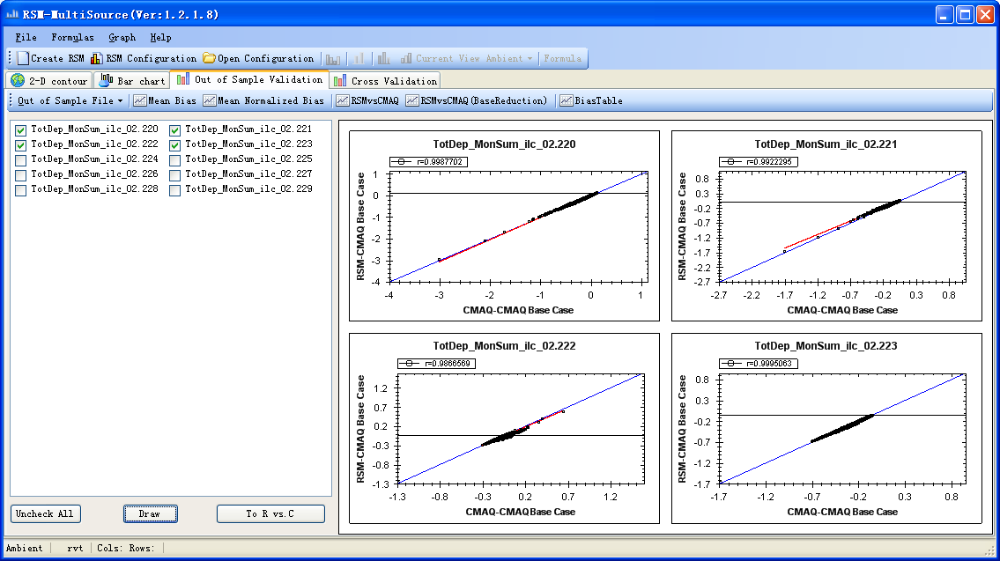 RSM-MultiSource(Ver:1.2.1.8)
File Formulas Graph Help
Create RSM RSM Configuration Open Configuration Current View Ambient Formula
2-D contour Bar chart Out of Sample Validation Cross Validation
Out of Sample File Mean Bias Mean Normalized Bias RSMvsCMAQ RSMvsCMAQ(BaseReduction) BiasTable
TotDep_MonSum_ilc_02.220 TotDep_MonSum_ilc_02.221
TotDep_MonSum_ilc_02.222 TotDep_MonSum_ilc_02.223
TotDep_MonSum_ilc_02.224 TotDep_MonSum_ilc_02.225
TotDep_MonSum_ilc_02.226 TotDep_MonSum_ilc_02.227
TotDep_MonSum_ilc_02.228 TotDep_MonSum_ilc_02.229
Uncheck All Draw To R vs.C
TotDep_MonSum_ilc_02.220
r=0.9987702
RSM-CMAQ Base Case
1
0
-1
-2
-3
-4
-4 -3 -2 -1 0 1
CMAQ-CMAQ Base Case
TotDep_MonSum_ilc_02.221
r=0.9922295
RSM-CMAQ Base Case
0.8
0.3
-0.2
-0.7
-1.2
-1.7
-2.2
-2.7
-2.7 -2.2 -1.7 -1.2 -0.7 -0.2 0.3 0.8
CMAQ-CMAQ Base Case
TotDep_MonSum_ilc_02.222
r=0.9866569
RSM-CMAQ Base Case
1.2
0.7
0.2
-0.3
-0.8
-1.3
-1.3 -0.8 -0.3 0.2 0.7 1.2
CMAQ-CMAQ Base Case
TotDep_MonSum_ilc_02.223
r=0.9995063
RSM-CMAQ Base Case
0.8
0.3
-0.2
-0.7
-1.2
-1.7
-1.7 -1.2 -0.7 -0.2 0.3 0.8
CMAQ-CMAQ Base Case
Ambient rvt Cols: Rows: